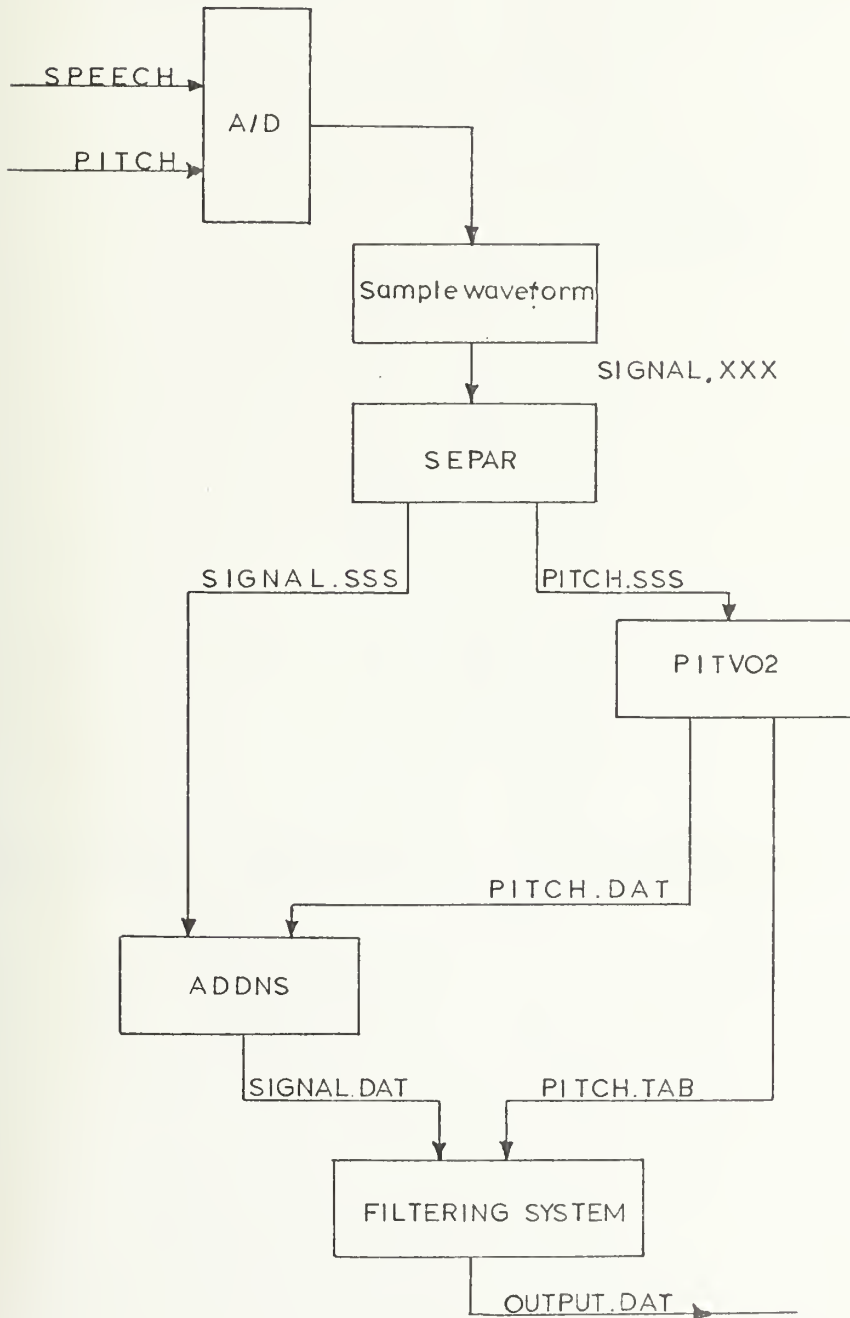 SPEECH
A/D
PITCH
Sample waveform
SIGNAL.XXX
SEPAR
SIGNAL.SSS
PITCH.SSS
PITVO2
PITCH.DAT
ADDNS
SIGNAL.DAT
PITCH.TAB
FILTERING SYSTEM
OUTPUT.DAT